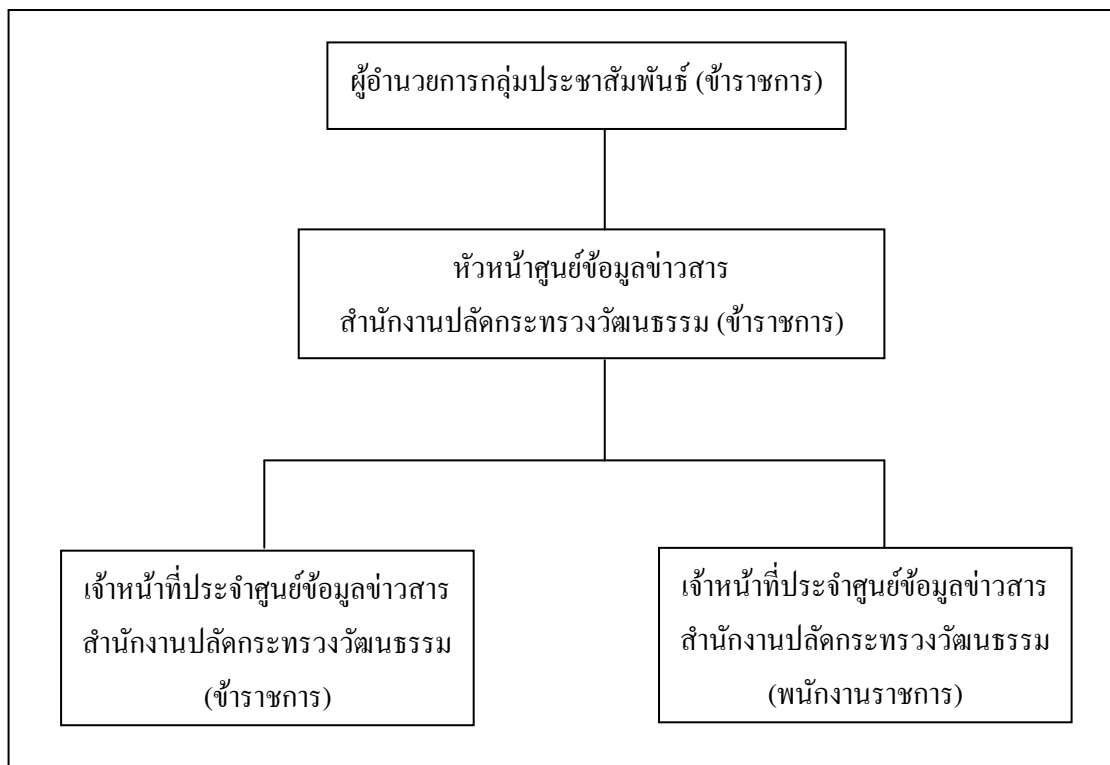 ผู้อำนวยการกลุ่มประชาสัมพันธ์ (ข้าราชการ)
หัวหน้าศูนย์ข้อมูลข่าวสาร
สำนักงานปลัดกระทรวงวัฒนธรรม (ข้าราชการ)
เจ้าหน้าที่ประจำศูนย์ข้อมูลข่าวสาร
สำนักงานปลัดกระทรวงวัฒนธรรม
(ข้าราชการ)
เจ้าหน้าที่ประจำศูนย์ข้อมูลข่าวสาร
สำนักงานปลัดกระทรวงวัฒนธรรม
(พนักงานราชการ)